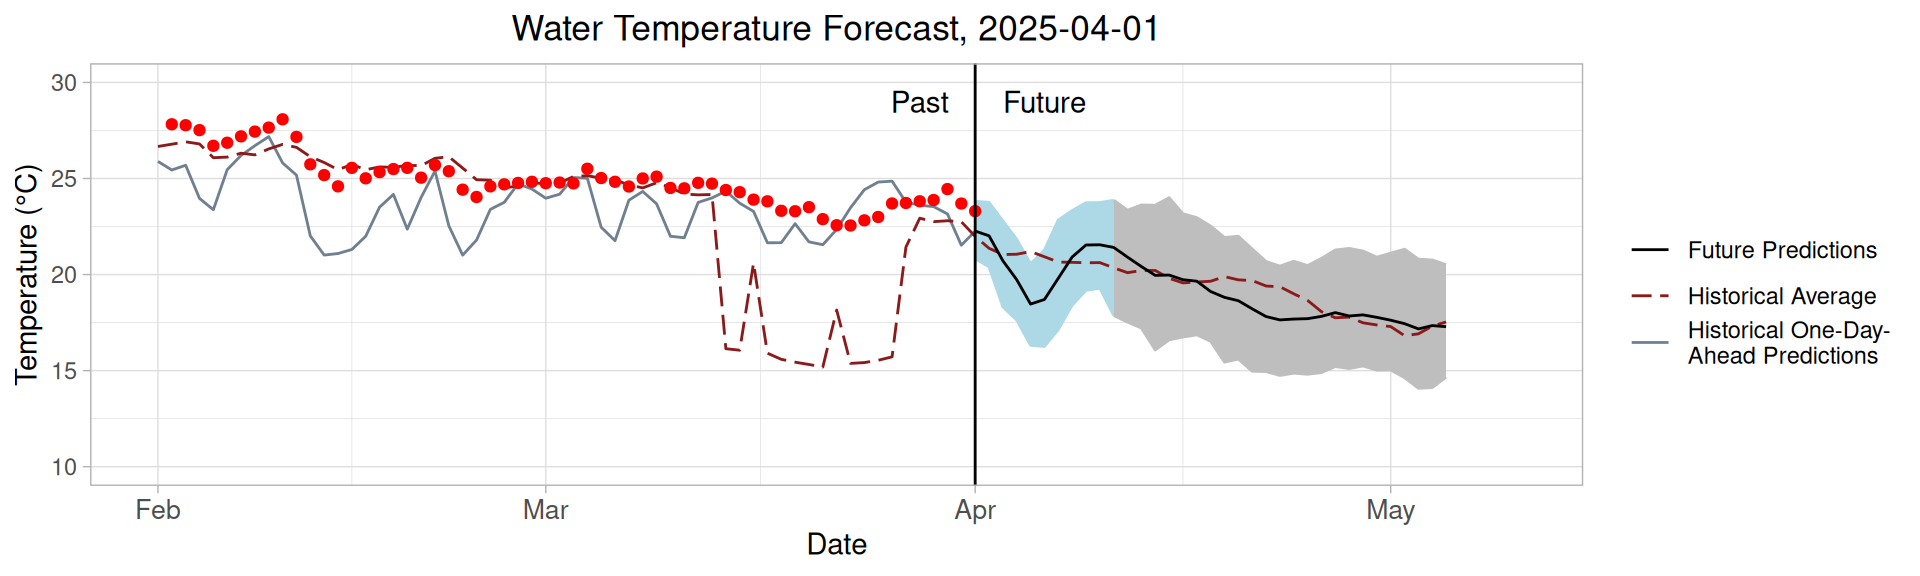 Water Temperature Forecast, 2025-04-01
30
25
20
15
10
Temperature (°C)
Past
Future
Feb
Mar
Apr
May
Date
Future Predictions
Historical Average
Historical One-Day-
Ahead Predictions